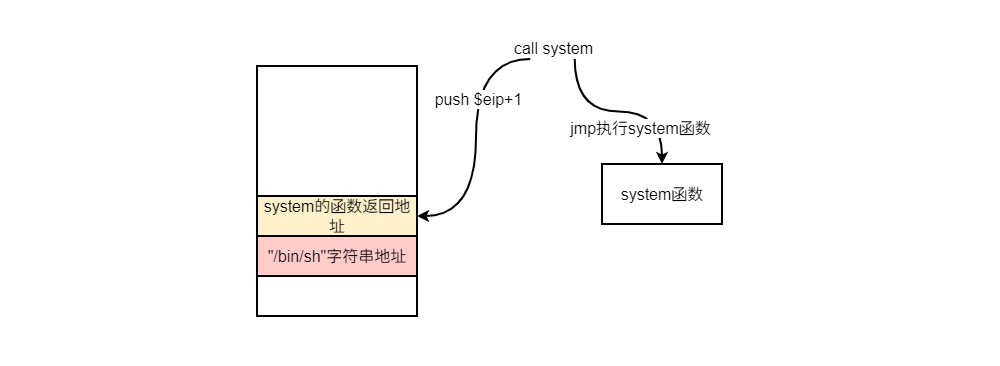 call system
push $eip+1
jmp执行system函数
system函数
system的函数返回地
址
"/bin/sh"字符串地址